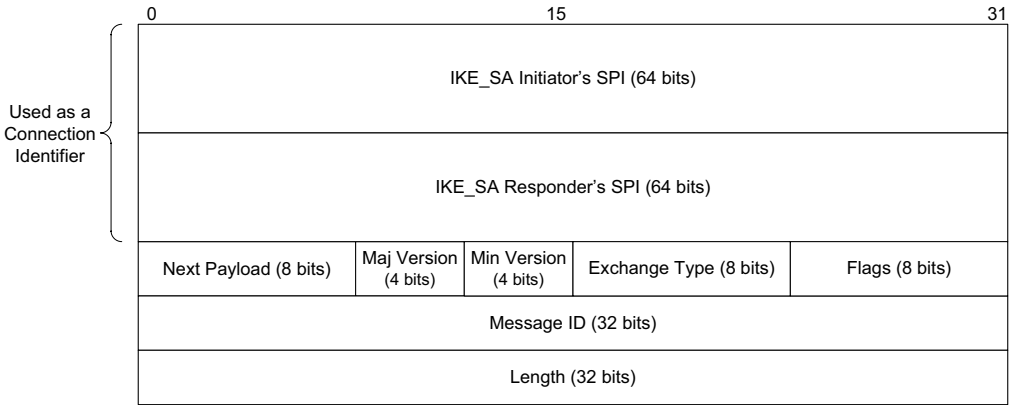 0 15 31
IKE_SA Initiator's SPI (64 bits)
Used as a
Connection
Identifier
IKE_SA Responder's SPI (64 bits)
Next Payload (8 bits)
Maj Version
(4 bits)
Min Version
(4 bits)
Exchange Type (8 bits)
Flags (8 bits)
Message ID (32 bits)
Length (32 bits)